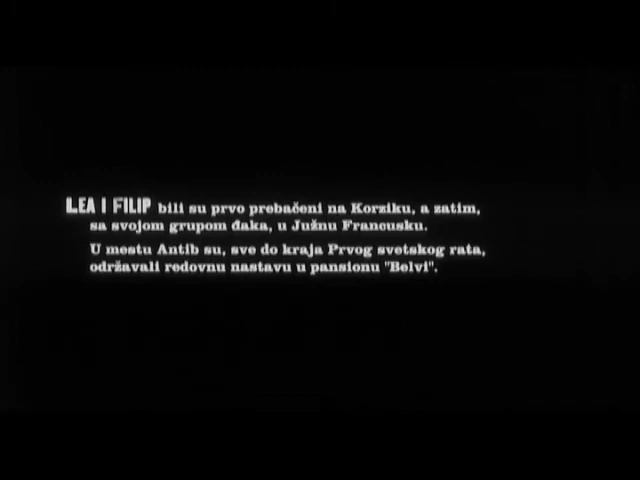 LEA I FILIP bili su prvo prebačeni na Korziku, a zatim,
sa svojom grupom đaka, u Južnu Francusku.
U mestu Antib su, sve do kraja Prvog svetskog rata,
održavali redovnu nastavu u pansionu "Belvi".